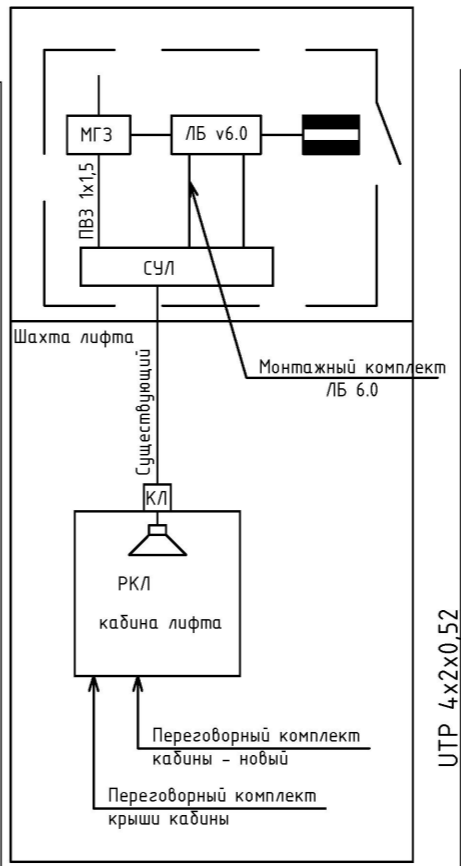 МГЗ
ЛБ v6.0
ПВЗ 1x1,5
СУЛ
Шахта лифта
Монтажный комплект
ЛБ 6.0
Существующий
КЛ
РКЛ
кабина лифта
UTP 4x2x0,52
Переговорный комплект
кабины - новый
Переговорный комплект
крыши кабины